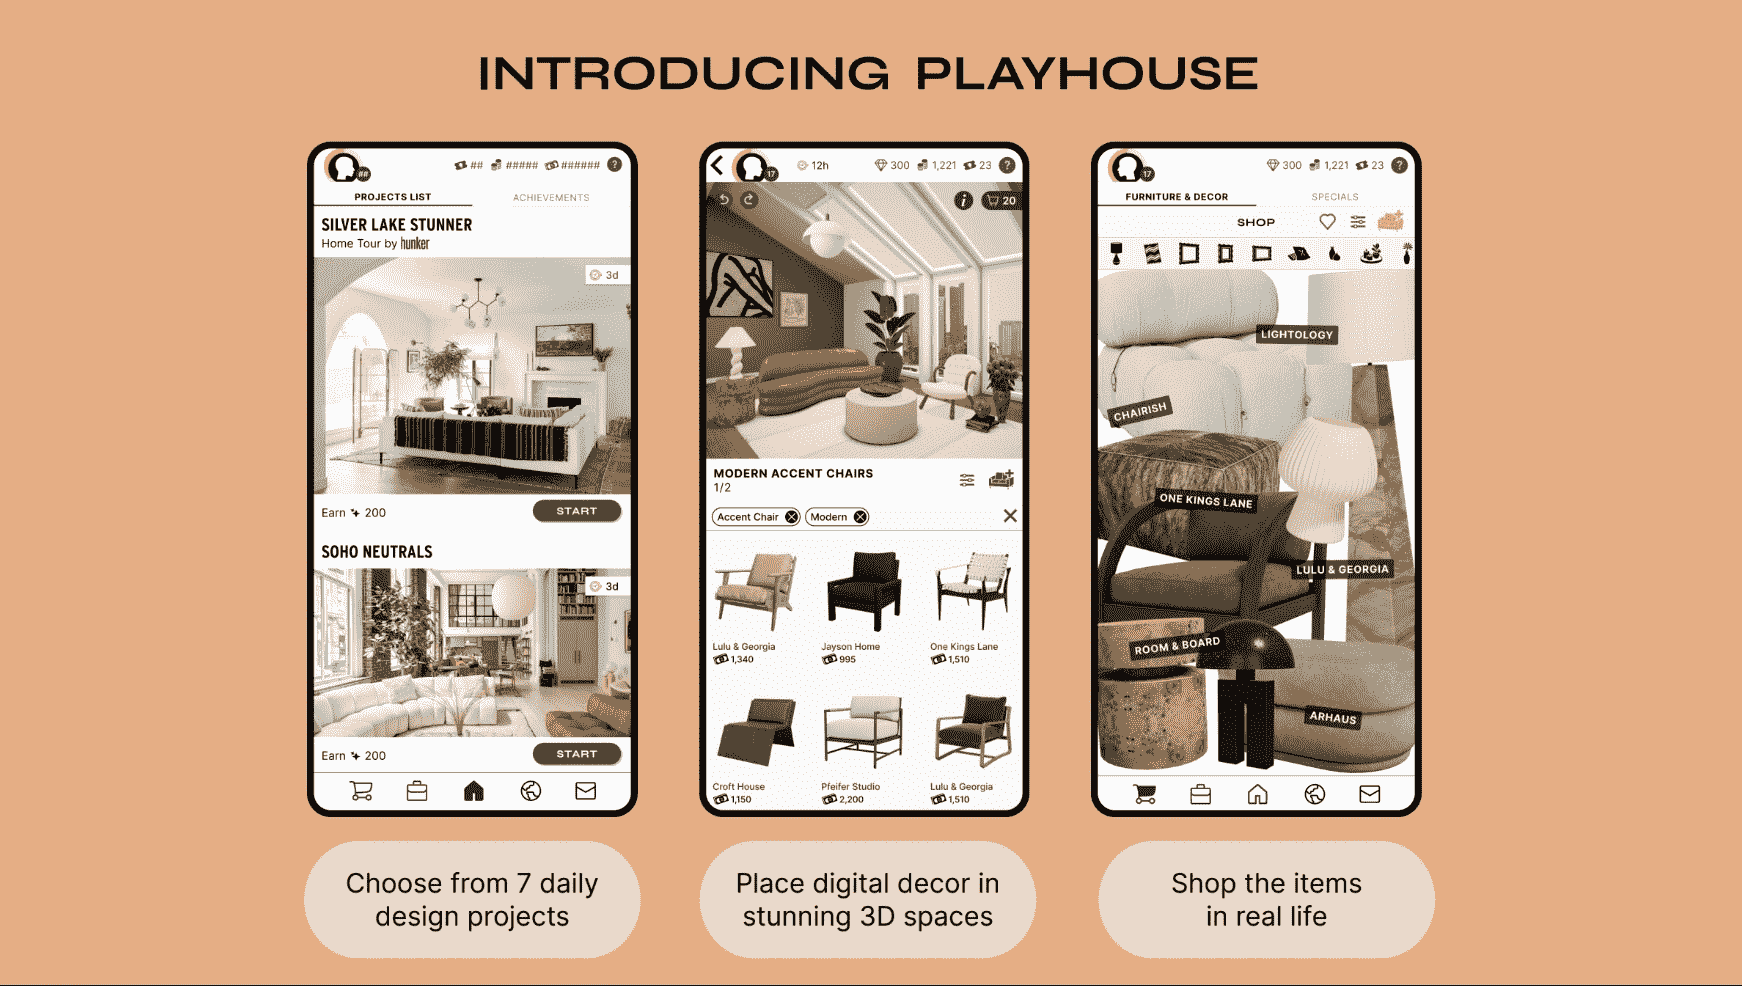 INTRODUCING PLAYHOUSE
##
## ##### ###### ?
PROJECTS LIST ACHIEVEMENTS
SILVER LAKE STUNNER
Home Tour by hunker
3d
Earn 200 START
SOHO NEUTRALS
3d
Earn 200 START
Choose from 7 daily
design projects
17 12h 300 1,221 23 ?
i 20
MODERN ACCENT CHAIRS
1/2
Accent Chair Modern
Lulu & Georgia Jayson Home One Kings Lane
1,340 995 1,510
Croft House Pfeifer Studio Lulu & Georgia
1,150 2,200 1,510
Place digital decor in
stunning 3D spaces
17 300 1,221 23 ?
FURNITURE & DECOR SPECIALS
SHOP
LIGHTOLOGY
CHAIRISH
ONE KINGS LANE
LULU & GEORGIA
ROOM & BOARD
ARHAUS
Shop the items
in real life